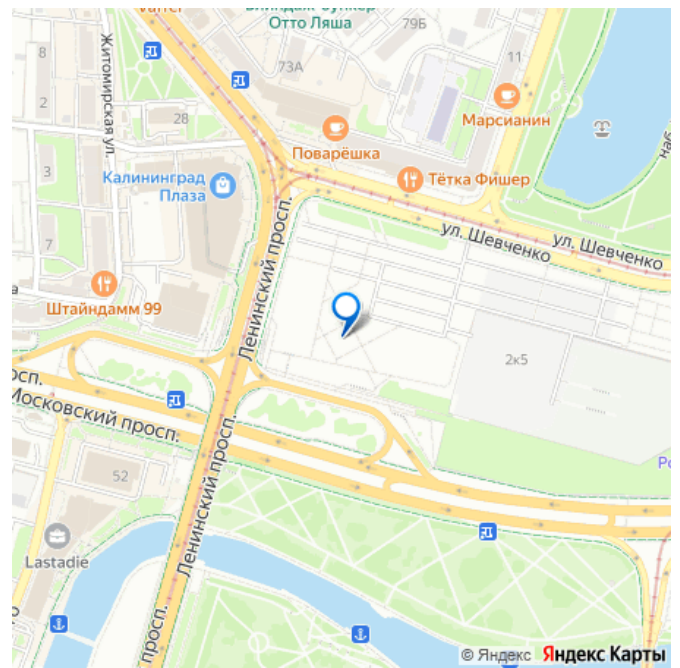 Отто Ляша
79Б
73А
11
8
2
28
3
7
Житомирская ул.
Марсианин
Поварёшка
Тётка Фишер
Калининград
Плаза
ул. Шевченко
ул. Шевченко
наб
Ленинский просп.
Штайндамм 99
2к5
Московский просп.
Ленинский просп.
52
Lastadie
просп.
© Яндекс Яндекс Карты